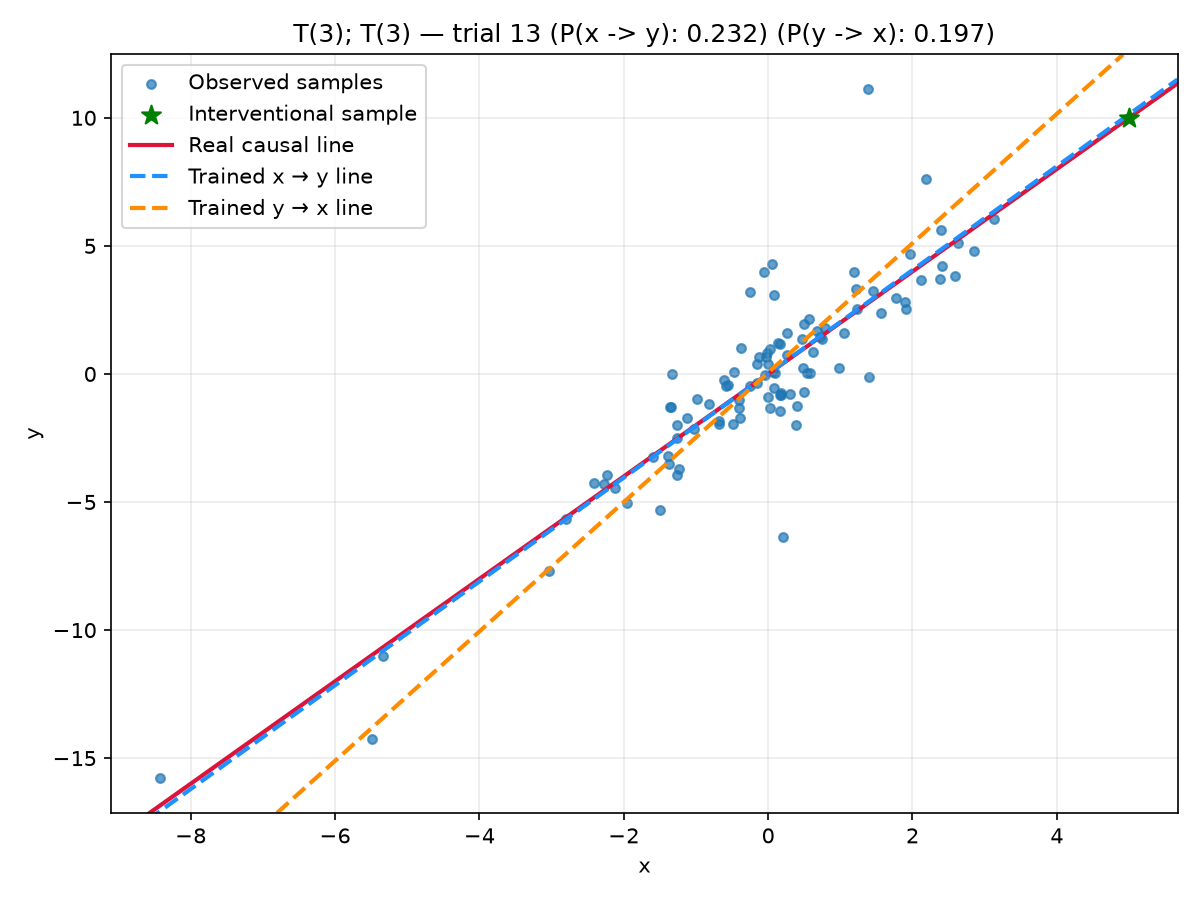 T(3); T(3) — trial 13 (P(x -> y): 0.232) (P(y -> x): 0.197)
Observed samples
Interventional sample
Real causal line
Trained x → y line
Trained y → x line
10
5
0
−5
−10
−15
y
−8
−6
−4
−2
0
2
4
x